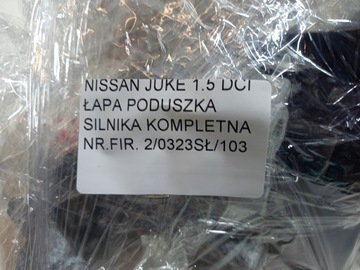 NISSAN JUKE 1.5 DCI
ŁAPA PODUSZKA
SILNIKA KOMPLETNA
NR.FIR. 2/0323SŁ/103